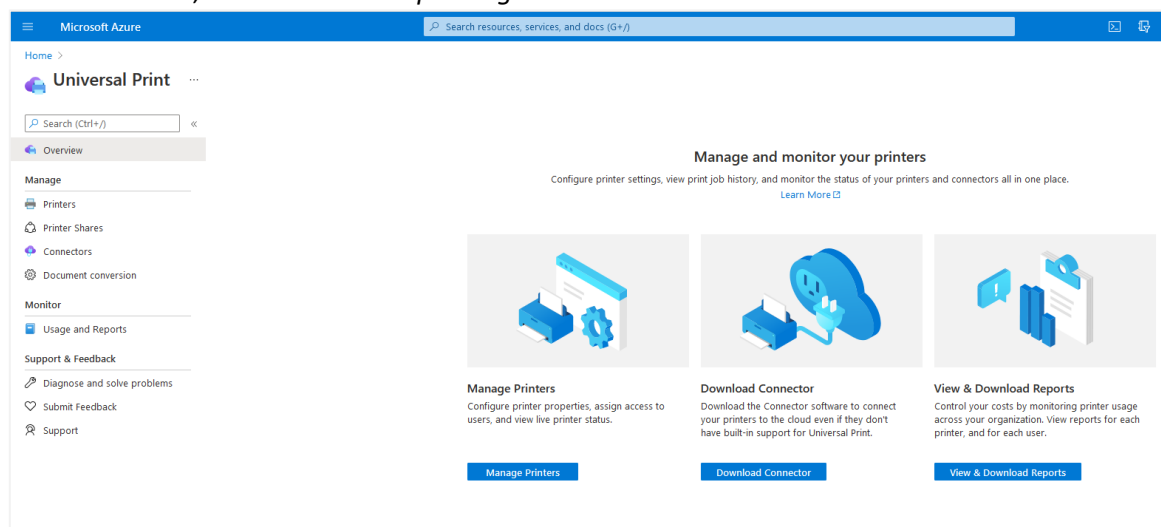 Microsoft Azure
Search resources, services, and docs (G+/)
Home >
Universal Print ...
Search (Ctrl+/) «
Overview
Manage
Printers
Printer Shares
Connectors
Document conversion
Monitor
Usage and Reports
Support & Feedback
Diagnose and solve problems
Submit Feedback
Support
Manage and monitor your printers
Configure printer settings, view print job history, and monitor the status of your printers and connectors all in one place.
Learn More
Manage Printers
Configure printer properties, assign access to
users, and view live printer status.
Manage Printers
Download Connector
Download the Connector software to connect
your printers to the cloud even if they don't
have built-in support for Universal Print.
Download Connector
View & Download Reports
Control your costs by monitoring printer usage
across your organization. View reports for each
printer, and for each user.
View & Download Reports